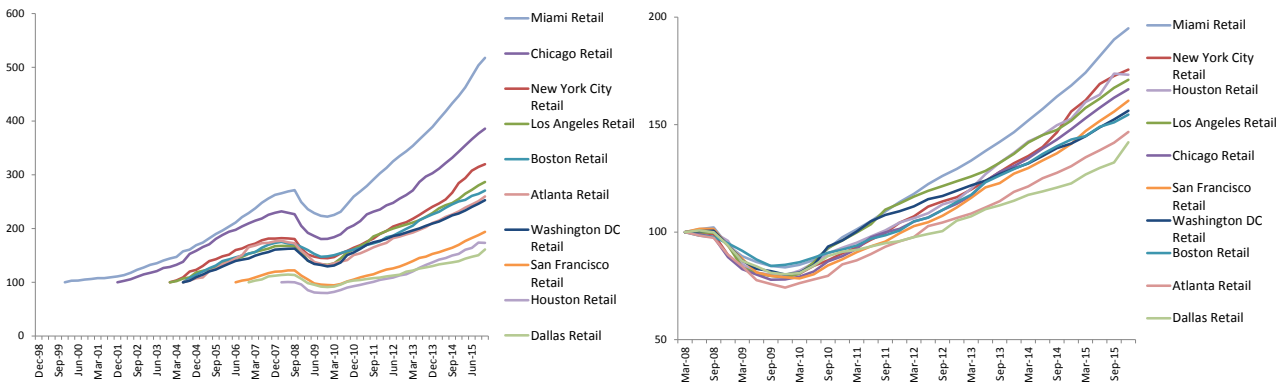 600
500
400
300
200
100
0
Dec-98
Sep-99
Jun-00
Mar-01
Dec-01
Sep-02
Jun-03
Mar-04
Dec-04
Sep-05
Jun-06
Mar-07
Dec-07
Sep-08
Jun-09
Mar-10
Dec-10
Sep-11
Jun-12
Mar-13
Dec-13
Sep-14
Jun-15
Miami Retail
Chicago Retail
New York City
Retail
Los Angeles Retail
Boston Retail
Atlanta Retail
Washington DC
Retail
San Francisco
Retail
Houston Retail
Dallas Retail
200
150
100
50
Mar-08
Sep-08
Mar-09
Sep-09
Mar-10
Sep-10
Mar-11
Sep-11
Mar-12
Sep-12
Mar-13
Sep-13
Mar-14
Sep-14
Mar-15
Sep-15
Miami Retail
New York City
Retail
Houston Retail
Los Angeles Retail
Chicago Retail
San Francisco
Retail
Washington DC
Retail
Boston Retail
Atlanta Retail
Dallas Retail